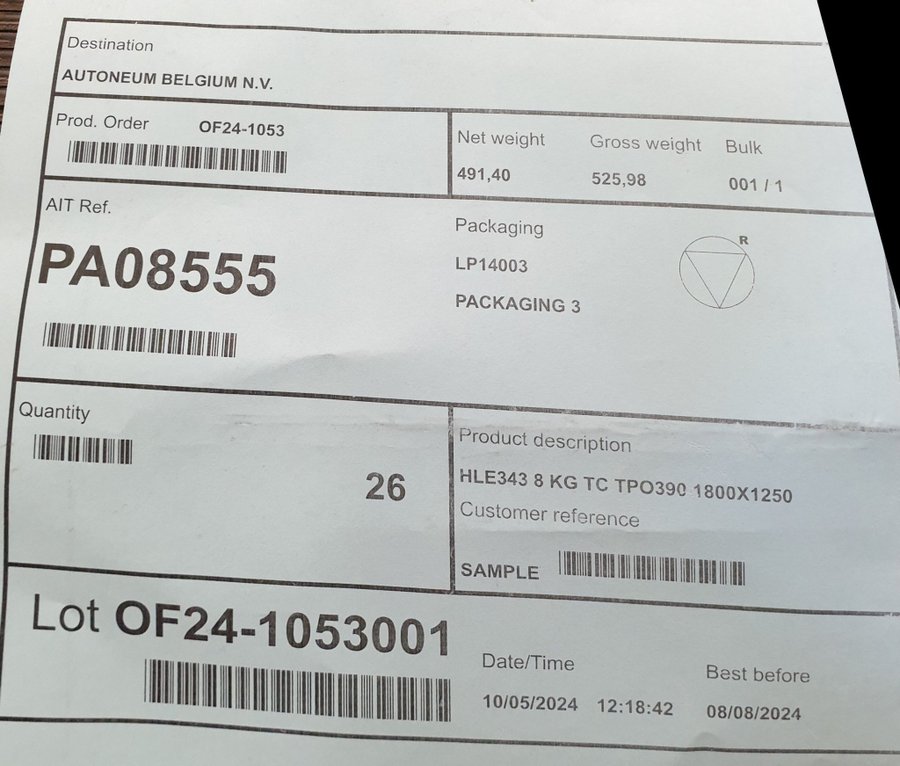 Destination
AUTONEUM BELGIUM N.V.
Prod. Order OF24-1053
Net weight Gross weight Bulk
491,40 525,98 001 / 1
AIT Ref.
PA08555
Packaging
LP14003
PACKAGING 3
R
Quantity
26
Product description
HLE343 8 KG TC TPO390 1800X1250
Customer reference
SAMPLE
Lot OF24-1053001
Date/Time Best before
10/05/2024 12:18:42 08/08/2024